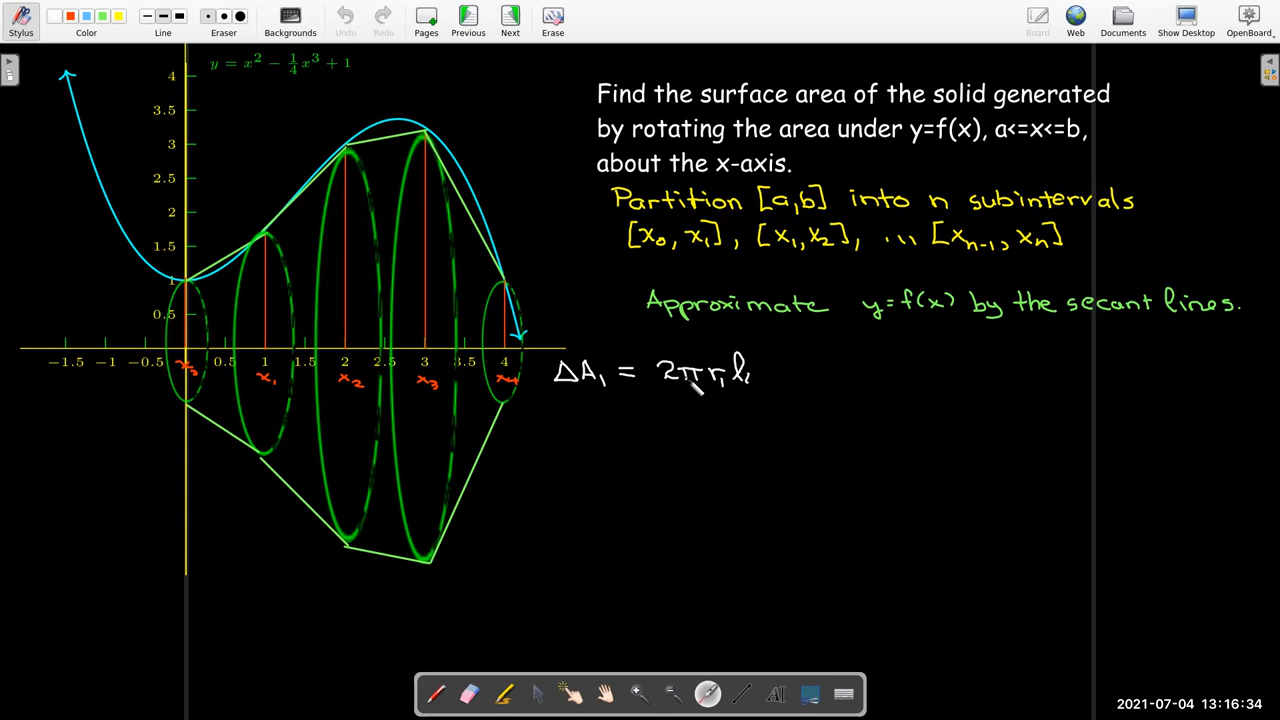 Stylus Color Line Eraser Backgrounds Undo Redo Pages Previous Next Erase Board Web Documents Show Desktop OpenBoard
y = x² − 1/4 x³ + 1
4
3.5
3
2.5
2
1.5
1
0.5
−1.5 −1 −0.5 0.5 1 2 2.5 3 3.5 4
x₀ x₁ x₂ x₃ x₄
Find the surface area of the solid generated
by rotating the area under y=f(x), a<=x<=b,
about the x-axis.
Partition [a,b] into n subintervals
[x₀, x₁], [x₁, x₂], ... [xₙ₋₁, xₙ]
Approximate y=f(x) by the secant lines.
ΔA₁ = 2πr₁l₁
AI
2021-07-04 13:16:34